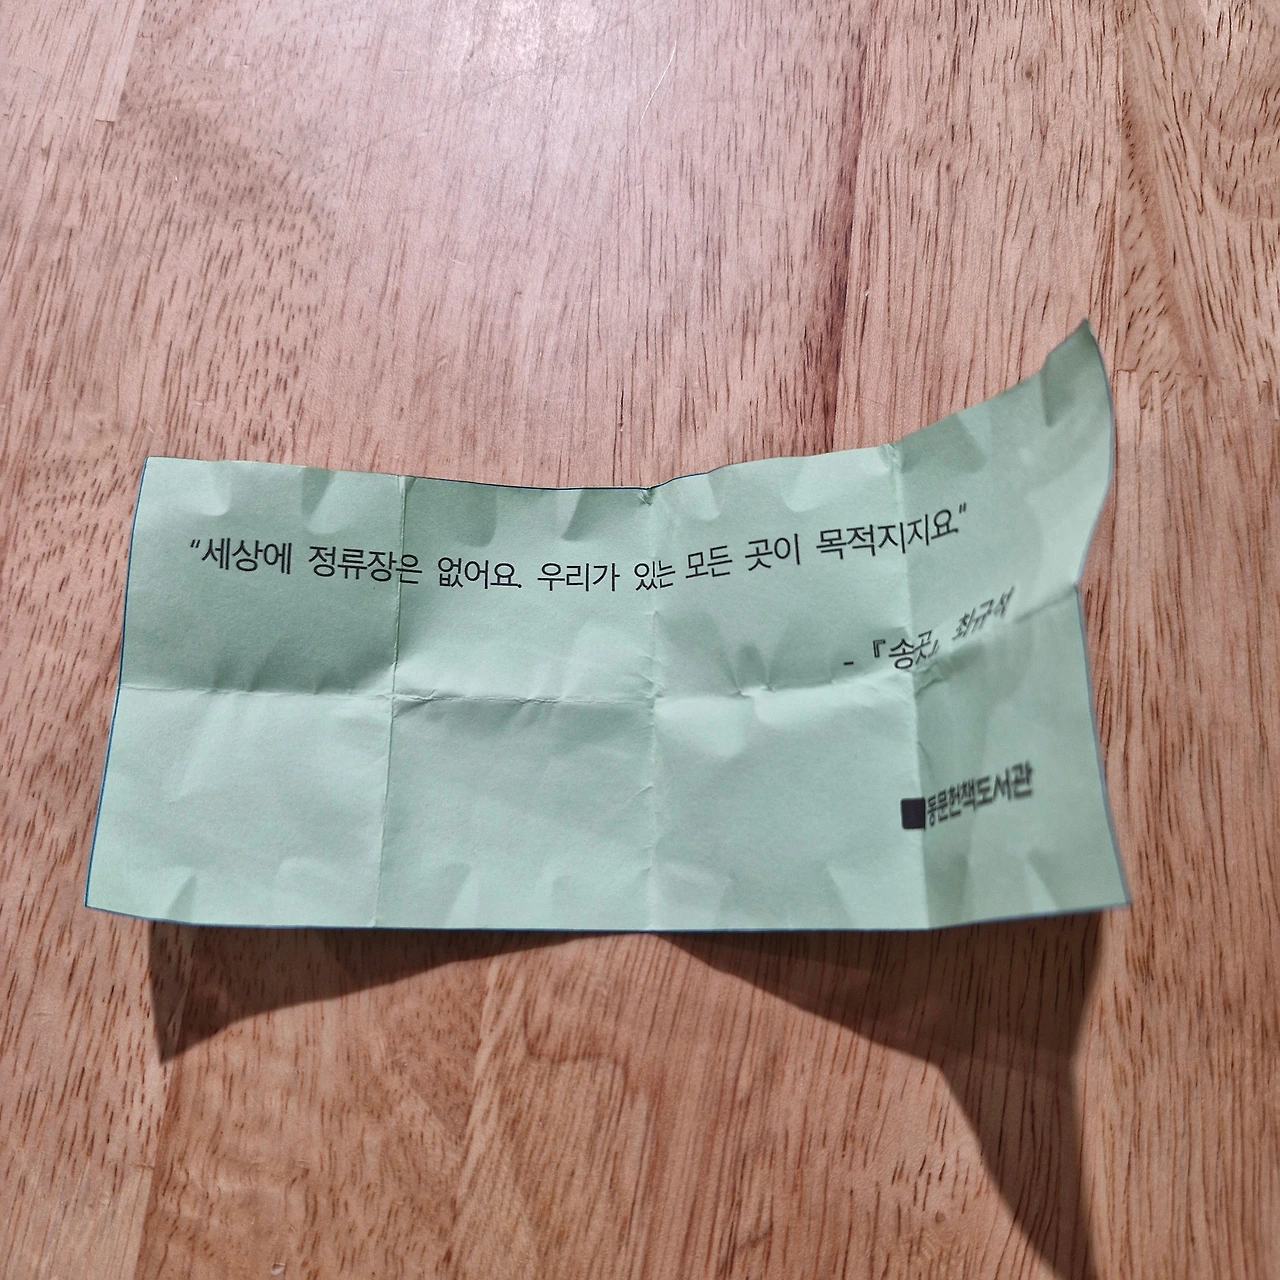 “세상에 정류장은 없어요. 우리가 있는 모든 곳이 목적지지요.”
- 『송곳』 최규석
동문헌책도서관